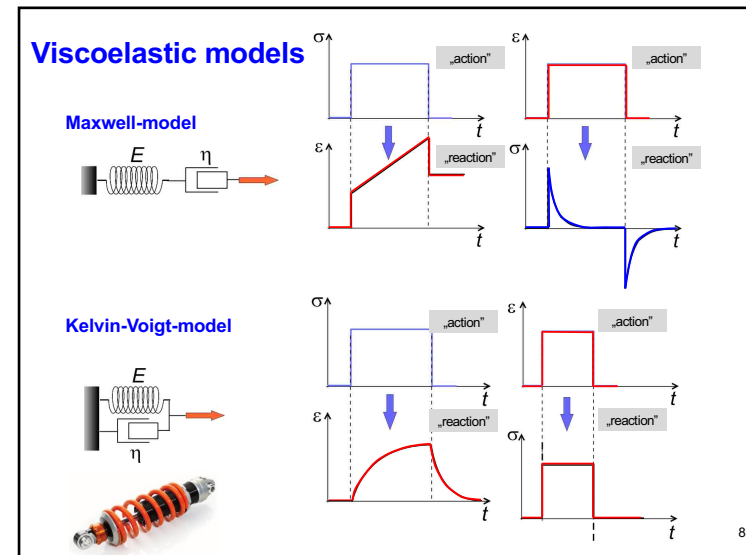 Viscoelastic models
σ
„action”
t
ε
„action”
t
Maxwell-model
E
η
ε
„reaction”
t
σ
„reaction”
t
Kelvin-Voigt-model
E
η
σ
„action”
t
ε
„action”
t
ε
„reaction”
t
σ
„reaction”
t
8